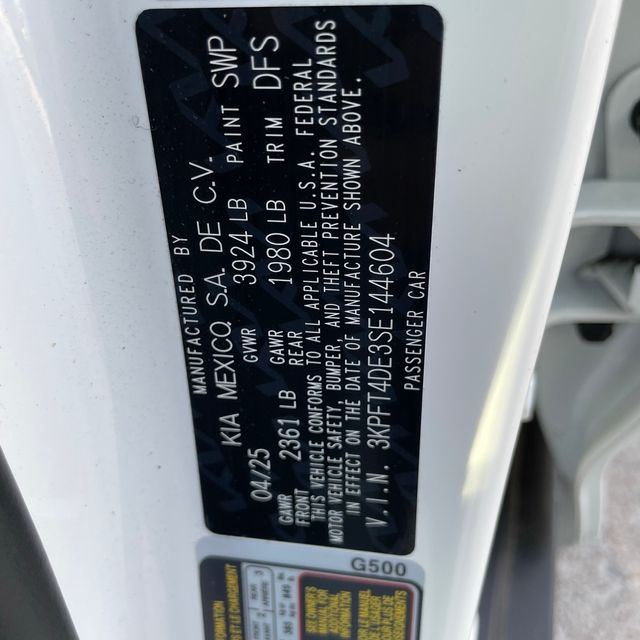 MANUFACTURED BY
KIA MEXICO, S.A. DE C.V.
04/25 GVWR 3924 LB PAINT SWP
GAWR FRONT 2361 LB GAWR REAR 1980 LB TRIM DFS
THIS VEHICLE CONFORMS TO ALL APPLICABLE U.S.A. FEDERAL
MOTOR VEHICLE SAFETY, BUMPER, AND THEFT PREVENTION STANDARDS
IN EFFECT ON THE DATE OF MANUFACTURE SHOWN ABOVE.
V.I.N. 3KPFT4DE3SE144604
PASSENGER CAR
G500